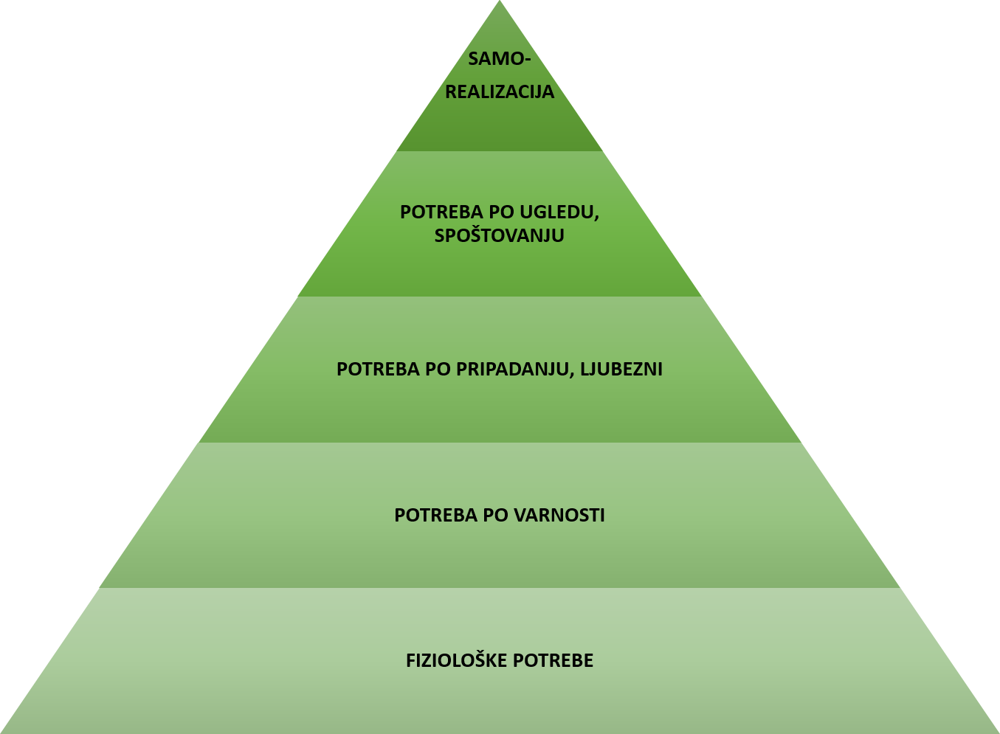 SAMO-
REALIZACIJA
POTREBA PO UGLEDU,
SPOŠTOVANJU
POTREBA PO PRIPADANJU, LJUBEZNI
POTREBA PO VARNOSTI
FIZIOLOŠKE POTREBE